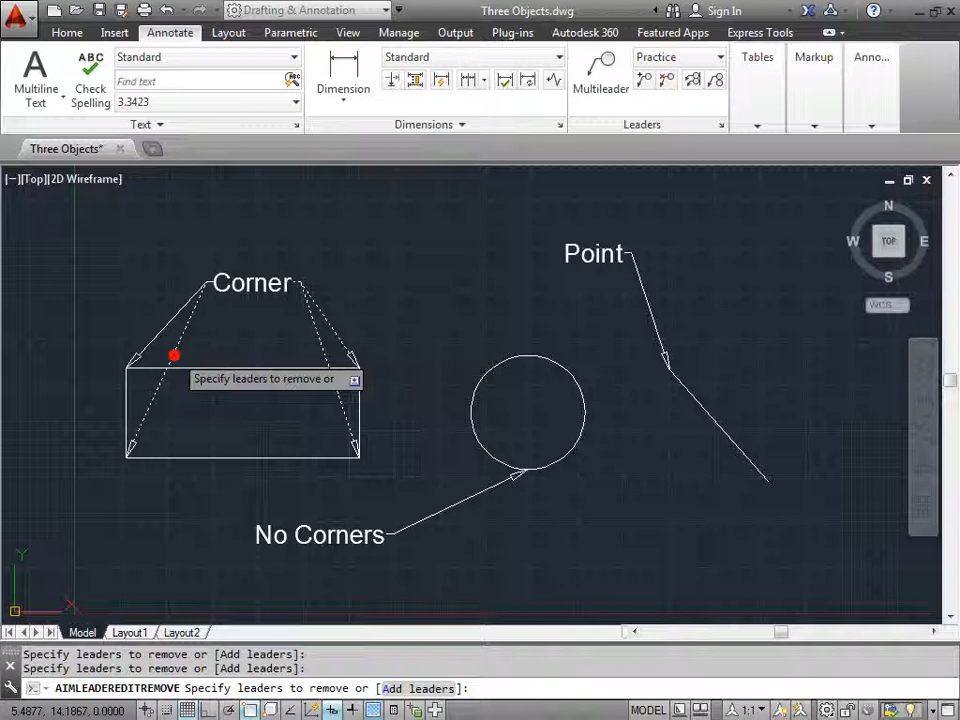 Drafting & Annotation
Three Objects.dwg
Sign In
Home Insert Annotate Layout Parametric View Manage Output Plug-ins Autodesk 360 Featured Apps Express Tools
ABC
Standard
Standard
Practice
Tables
Markup
Anno...
Find text
Multiline Text
Check Spelling
Dimension
Multileader
3.3423
Text
Dimensions
Leaders
Three Objects*
[−][Top][2D Wireframe]
N
W
TOP
E
S
WCS
Point
Corner
Specify leaders to remove or
No Corners
Y
X
Model Layout1 Layout2
Specify leaders to remove or [Add leaders]:
Specify leaders to remove or [Add leaders]:
AIMLEADEREDITREMOVE Specify leaders to remove or [Add leaders]:
5.4877, 14.1867, 0.0000
MODEL
1:1